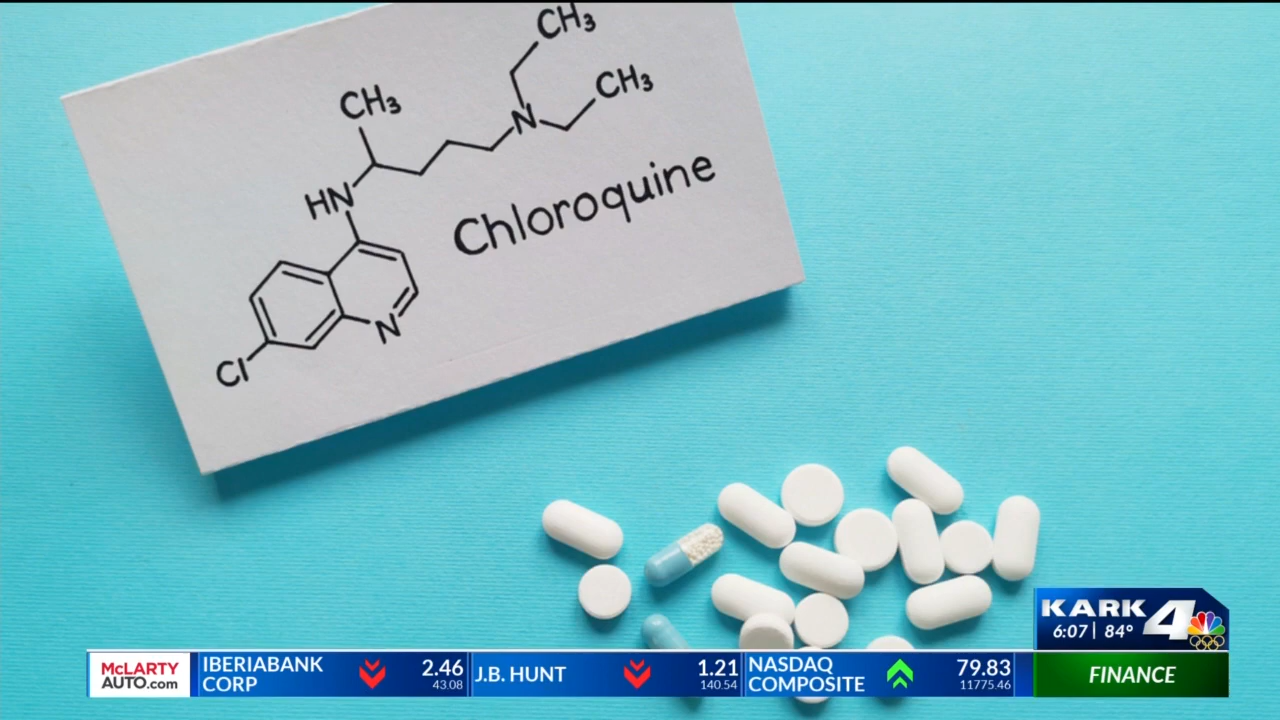 CH3
CH3
CH3
N
HN
Chloroquine
N
Cl
KARK 4
6:07 | 84°
McLARTY
AUTO.com
IBERIABANK
CORP
2.46
43.08
J.B. HUNT
1.21
140.54
NASDAQ
COMPOSITE
79.83
11775.46
FINANCE